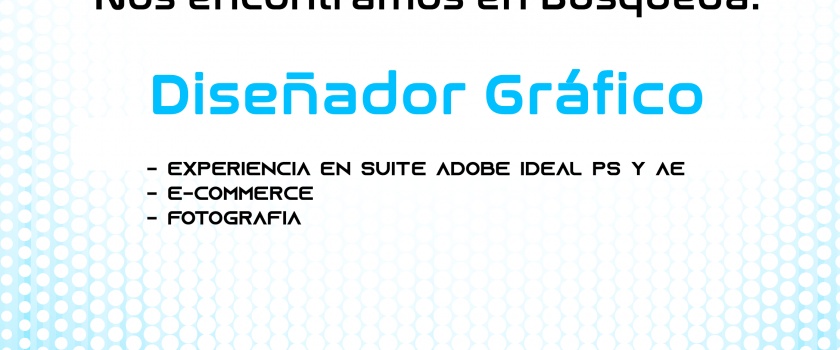 Nos encontramos en Búsqueda:
Diseñador Gráfico
- EXPERIENCIA EN SUITE ADOBE IDEAL PS Y AE
- E-COMMERCE
- FOTOGRAFIA